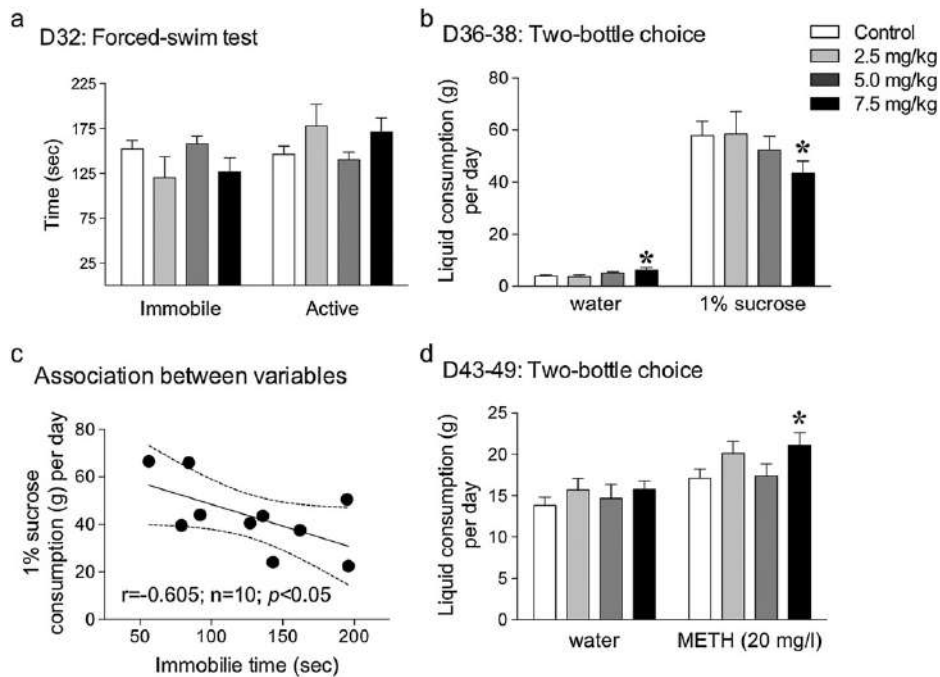 a
D32: Forced-swim test
Time (sec)
225
175
125
75
25
Immobile Active
b
D36-38: Two-bottle choice
Control
2.5 mg/kg
5.0 mg/kg
7.5 mg/kg
Liquid consumption (g)
per day
80
60
40
20
0
*
*
water 1% sucrose
c
Association between variables
1% sucrose
consumption (g) per day
80
60
40
20
0
r=-0.605; n=10; p<0.05
50 100 150 200
Immobilie time (sec)
d
D43-49: Two-bottle choice
Liquid consumption (g)
per day
25
20
15
10
5
0
*
water METH (20 mg/l)